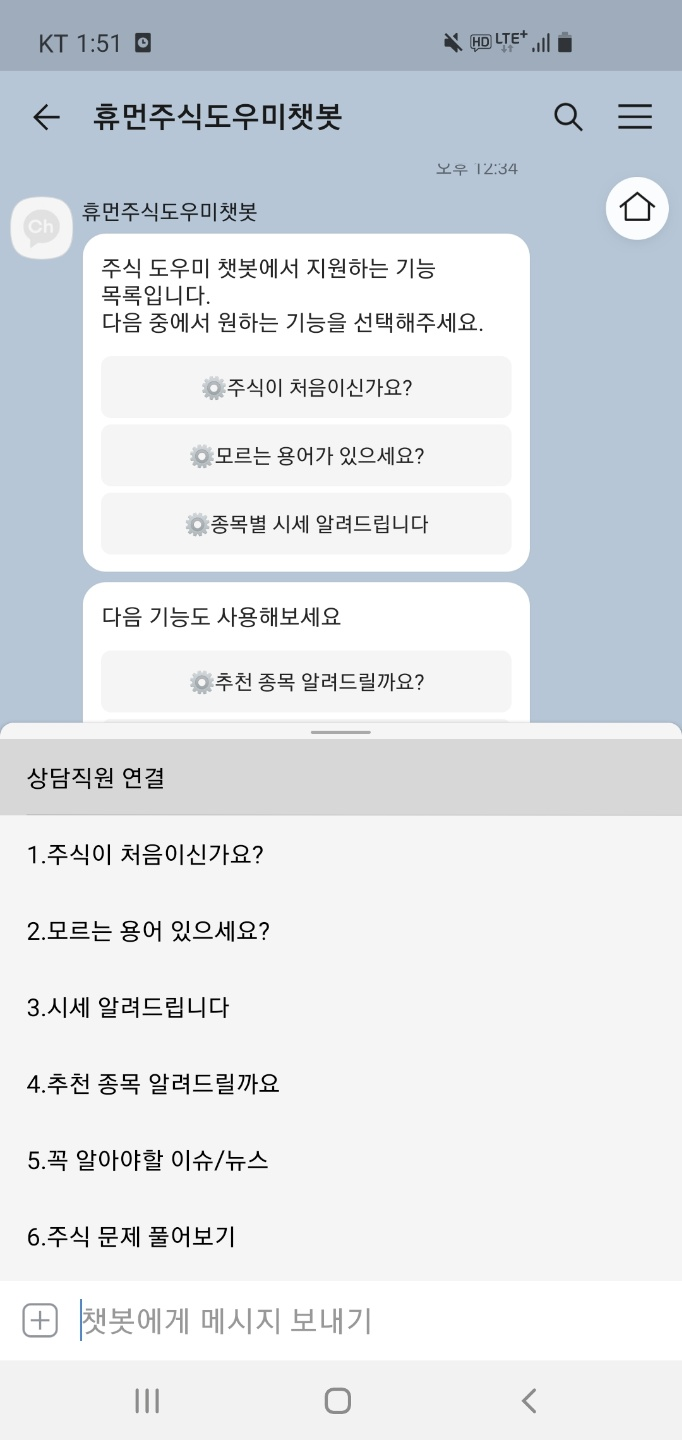 KT 1:51
HD LTE+
휴먼주식도우미챗봇
오후 12:34
Ch
휴먼주식도우미챗봇
주식 도우미 챗봇에서 지원하는 기능
목록입니다.
다음 중에서 원하는 기능을 선택해주세요.
주식이 처음이신가요?
모르는 용어가 있으세요?
종목별 시세 알려드립니다
다음 기능도 사용해보세요
추천 종목 알려드릴까요?
상담직원 연결
1.주식이 처음이신가요?
2.모르는 용어 있으세요?
3.시세 알려드립니다
4.추천 종목 알려드릴까요
5.꼭 알아야할 이슈/뉴스
6.주식 문제 풀어보기
챗봇에게 메시지 보내기